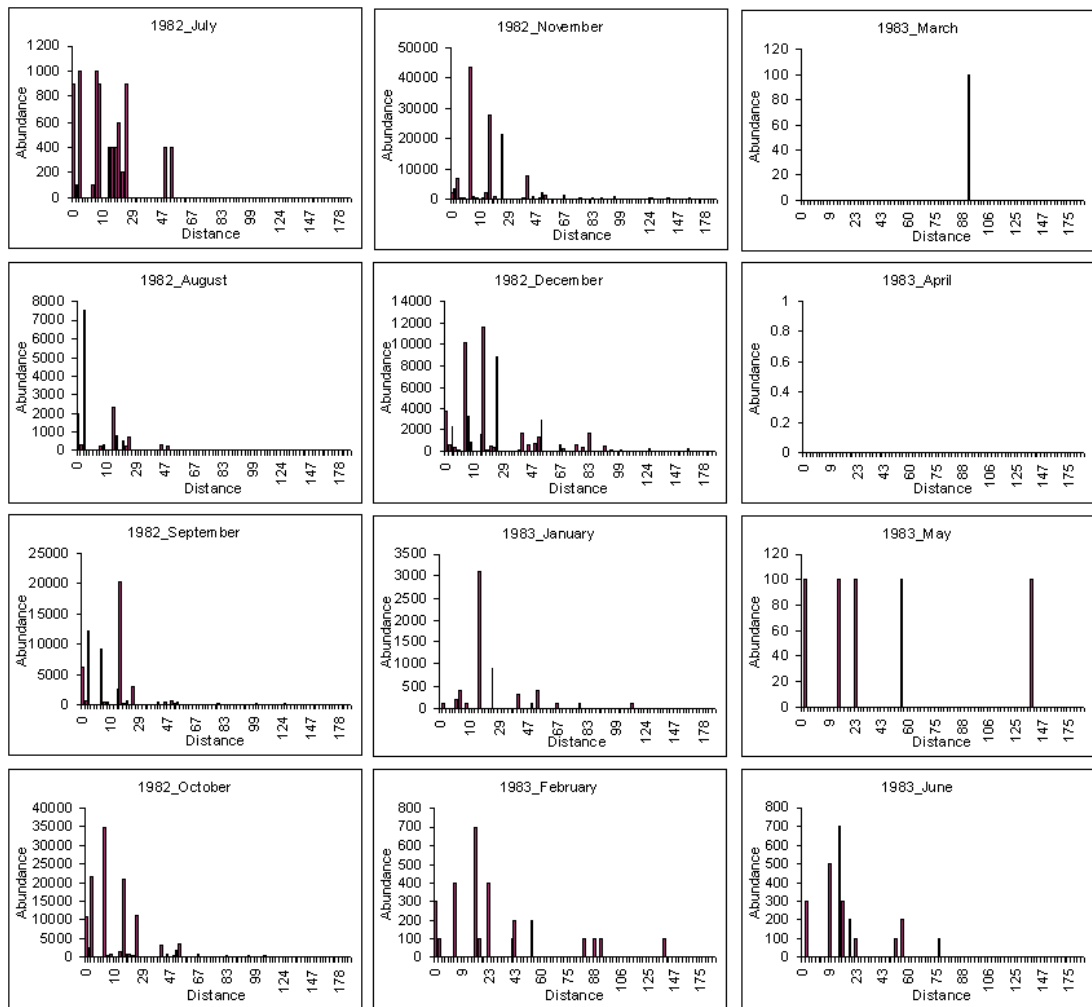 1982_July
Abundance
1200
1000
800
600
400
200
0
0 10 29 47 67 83 99 124 147 178
Distance
1982_November
Abundance
50000
40000
30000
20000
10000
0
0 10 29 47 67 83 99 124 147 178
Distance
1983_March
Abundance
120
100
80
60
40
20
0
0 9 23 43 60 75 88 106 147 175
Distance
1982_August
Abundance
8000
7000
6000
5000
4000
3000
2000
1000
0
0 10 29 47 67 83 99 124 147 178
Distance
1982_December
Abundance
14000
12000
10000
8000
6000
4000
2000
0
0 10 29 47 67 83 99 124 147 178
Distance
1983_April
Abundance
1
0.8
0.6
0.4
0.2
0
0 9 23 43 60 75 88 106 147 175
Distance
1982_September
Abundance
25000
20000
15000
10000
5000
0
0 10 29 47 67 83 99 124 147 178
Distance
1983_January
Abundance
3500
3000
2500
2000
1500
1000
500
0
0 10 29 47 67 83 99 124 147 178
Distance
1983_May
Abundance
120
100
80
60
40
20
0
0 9 23 43 60 75 88 106 147 175
Distance
1982_October
Abundance
40000
35000
30000
25000
20000
15000
10000
5000
0
0 10 29 47 67 83 99 124 147 178
Distance
1983_February
Abundance
800
700
600
500
400
300
200
100
0
0 9 23 43 60 75 88 106 147 175
Distance
1983_June
Abundance
800
700
600
500
400
300
200
100
0
0 9 23 43 60 75 88 106 147 175
Distance